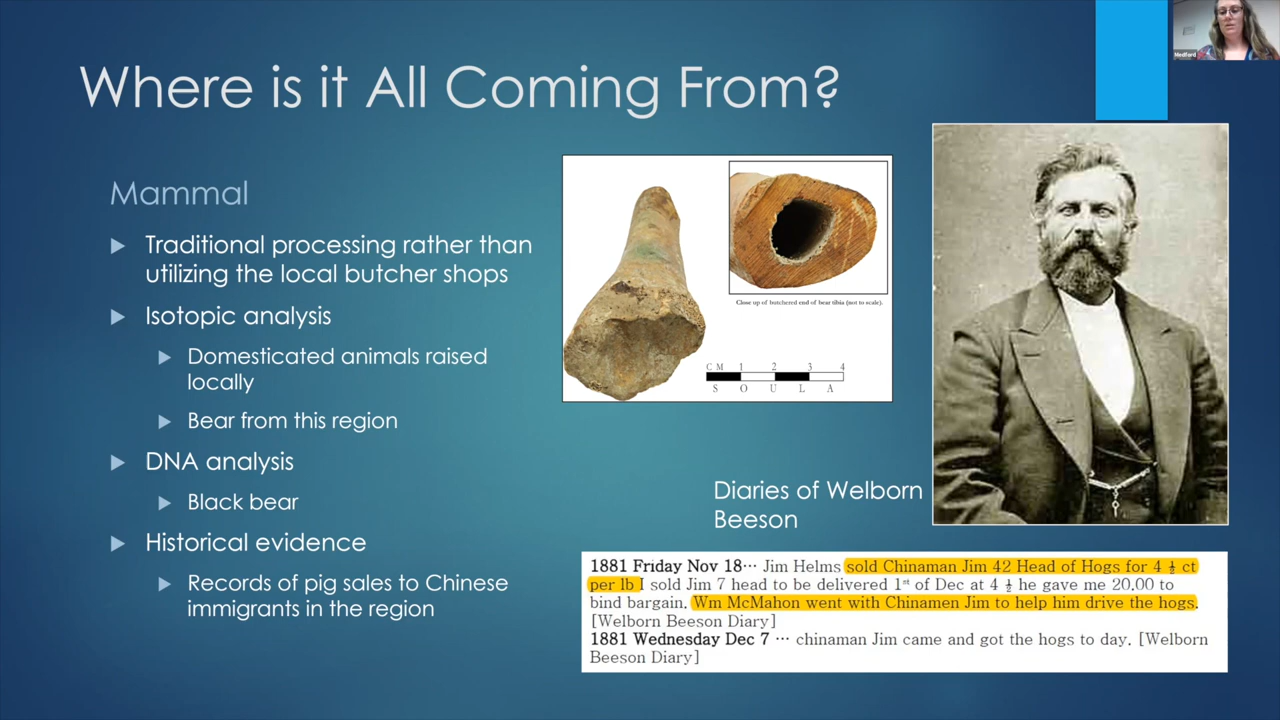 Where is it All Coming From?
Medford
Mammal
Traditional processing rather than
utilizing the local butcher shops
Isotopic analysis
Domesticated animals raised
locally
Bear from this region
DNA analysis
Black bear
Historical evidence
Records of pig sales to Chinese
immigrants in the region
Close up of butchered end of bear tibia (not to scale).
CM 1 2 3 4
S O U L A
Diaries of Welborn
Beeson
1881 Friday Nov 18··· Jim Helms sold Chinaman Jim 42 Head of Hogs for 4 ½ ct
per lb I sold Jim 7 head to be delivered 1st of Dec at 4 ½ he gave me 20,00 to
bind bargain. Wm McMahon went with Chinamen Jim to help him drive the hogs.
[Welborn Beeson Diary]
1881 Wednesday Dec 7 ··· chinaman Jim came and got the hogs to day. [Welborn
Beeson Diary]